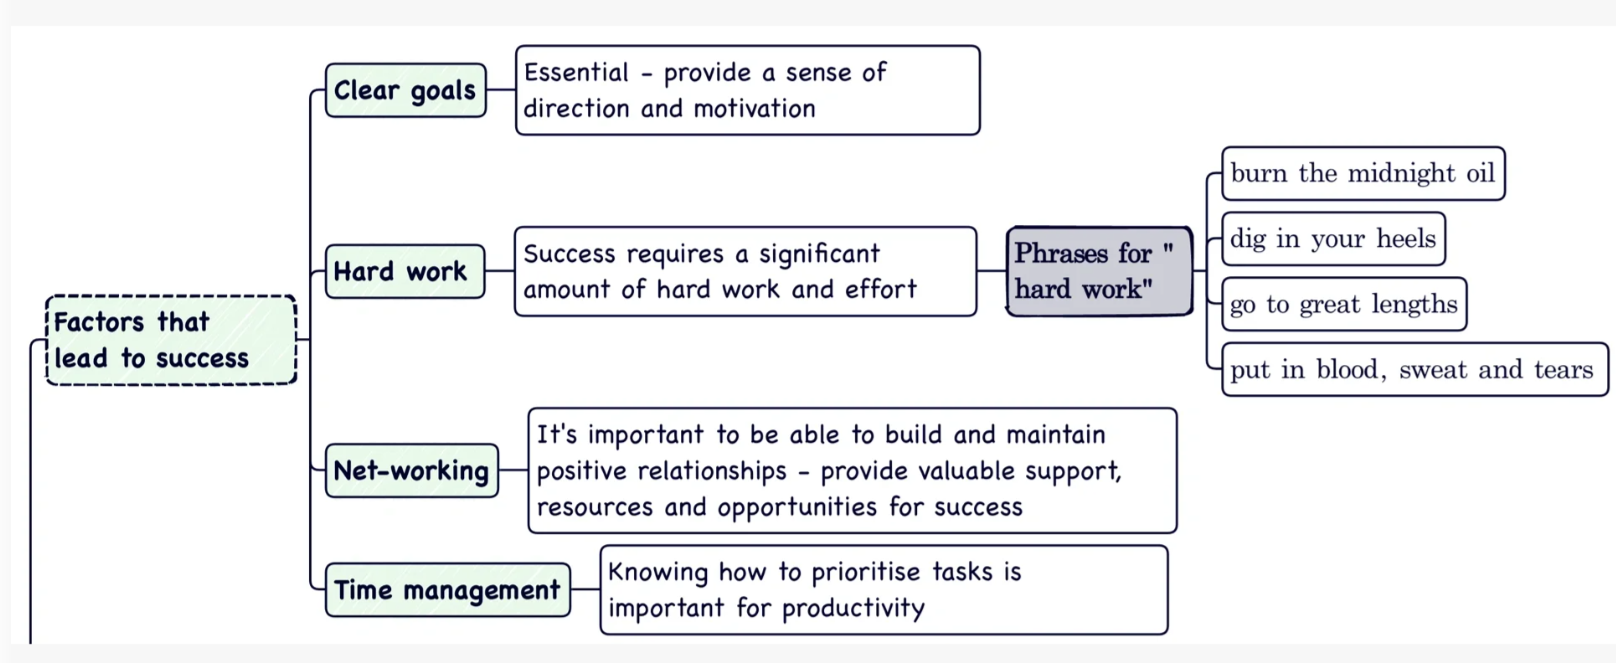 Clear goals
Essential - provide a sense of
direction and motivation
Hard work
Success requires a significant
amount of hard work and effort
Phrases for "
hard work"
burn the midnight oil
dig in your heels
go to great lengths
put in blood, sweat and tears
Factors that
lead to success
Net-working
It's important to be able to build and maintain
positive relationships - provide valuable support,
resources and opportunities for success
Time management
Knowing how to prioritise tasks is
important for productivity